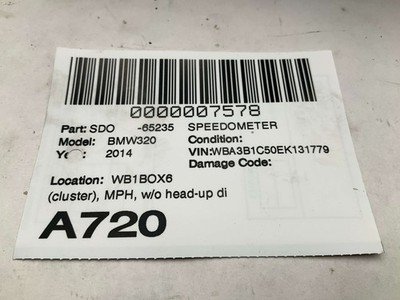 0000007578
Part: SDO -65235 SPEEDOMETER
Model: BMW320 Condition:
Year: 2014 VIN:WBA3B1C50EK131779
Damage Code:
Location: WB1BOX6
(cluster), MPH, w/o head-up di
A720